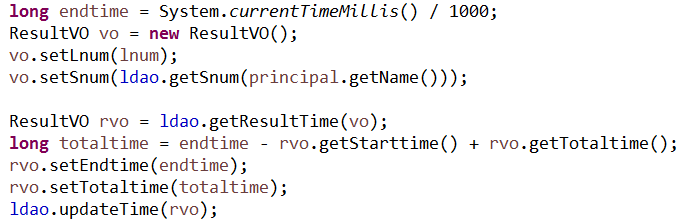 long endtime = System.currentTimeMillis() / 1000;
ResultVO vo = new ResultVO();
vo.setLnum(lnum);
vo.setSnum(ldao.getSnum(principal.getName()));

ResultVO rvo = ldao.getResultTime(vo);
long totaltime = endtime - rvo.getStarttime() + rvo.getTotaltime();
rvo.setEndtime(endtime);
rvo.setTotaltime(totaltime);
ldao.updateTime(rvo);